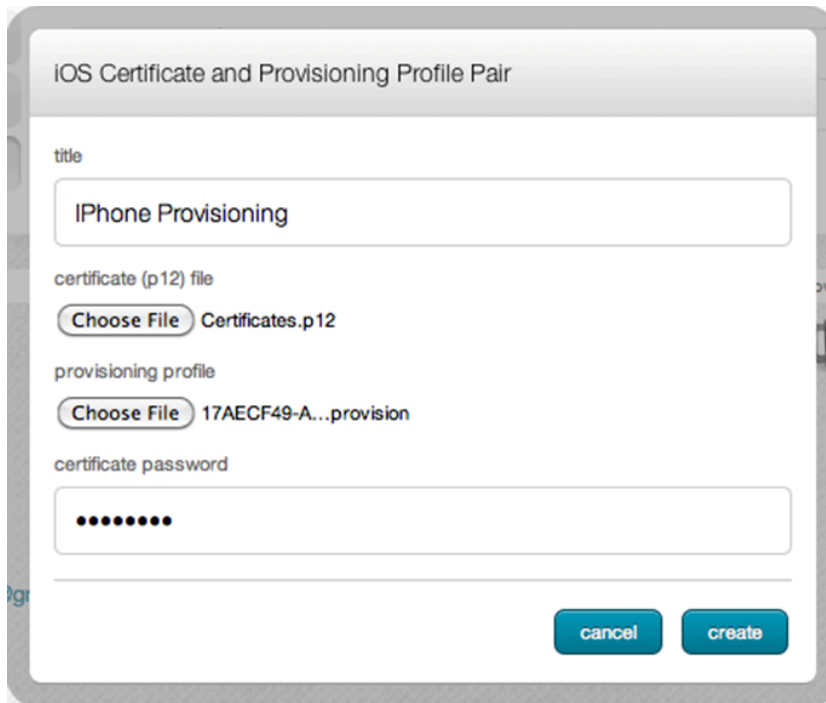 iOS Certificate and Provisioning Profile Pair
title
IPhone Provisioning
certificate (p12) file
Choose File Certificates.p12
provisioning profile
Choose File 17AECF49-A...provision
certificate password
••••••••
cancel create